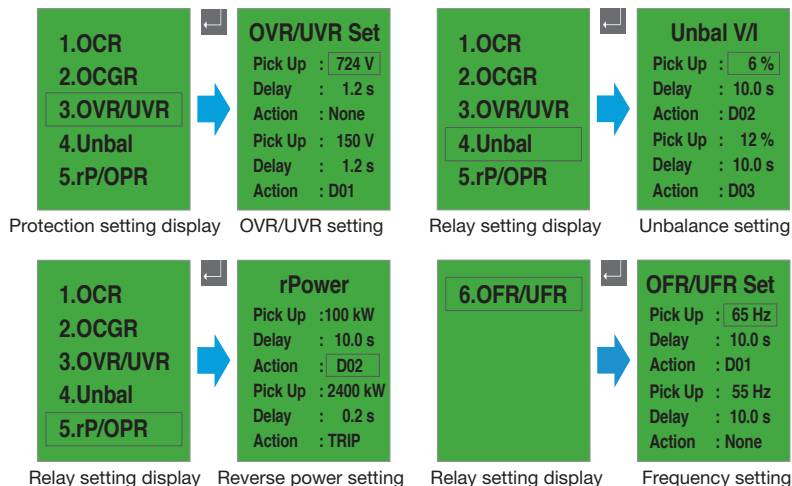 1.OCR
2.OCGR
3.OVR/UVR
4.Unbal
5.rP/OPR
Protection setting display
OVR/UVR Set
Pick Up : 724 V
Delay : 1.2 s
Action : None
Pick Up : 150 V
Delay : 1.2 s
Action : D01
OVR/UVR setting
1.OCR
2.OCGR
3.OVR/UVR
4.Unbal
5.rP/OPR
Relay setting display
Unbal V/I
Pick Up : 6 %
Delay : 10.0 s
Action : D02
Pick Up : 12 %
Delay : 10.0 s
Action : D03
Unbalance setting
1.OCR
2.OCGR
3.OVR/UVR
4.Unbal
5.rP/OPR
Relay setting display
rPower
Pick Up :100 kW
Delay : 10.0 s
Action : D02
Pick Up : 2400 kW
Delay : 0.2 s
Action : TRIP
Reverse power setting
6.OFR/UFR
Relay setting display
OFR/UFR Set
Pick Up : 65 Hz
Delay : 10.0 s
Action : D01
Pick Up : 55 Hz
Delay : 10.0 s
Action : None
Frequency setting